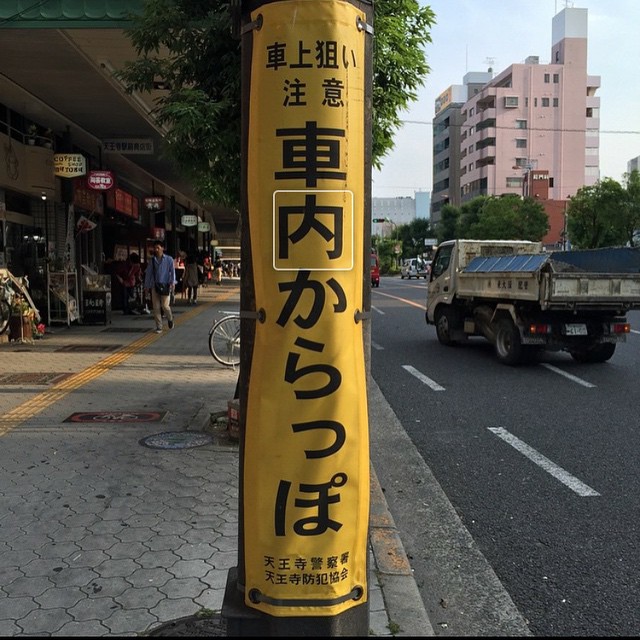 車上狙い
注意
車内からっぽ
天王寺警察署
天王寺防犯協会
COFFEE